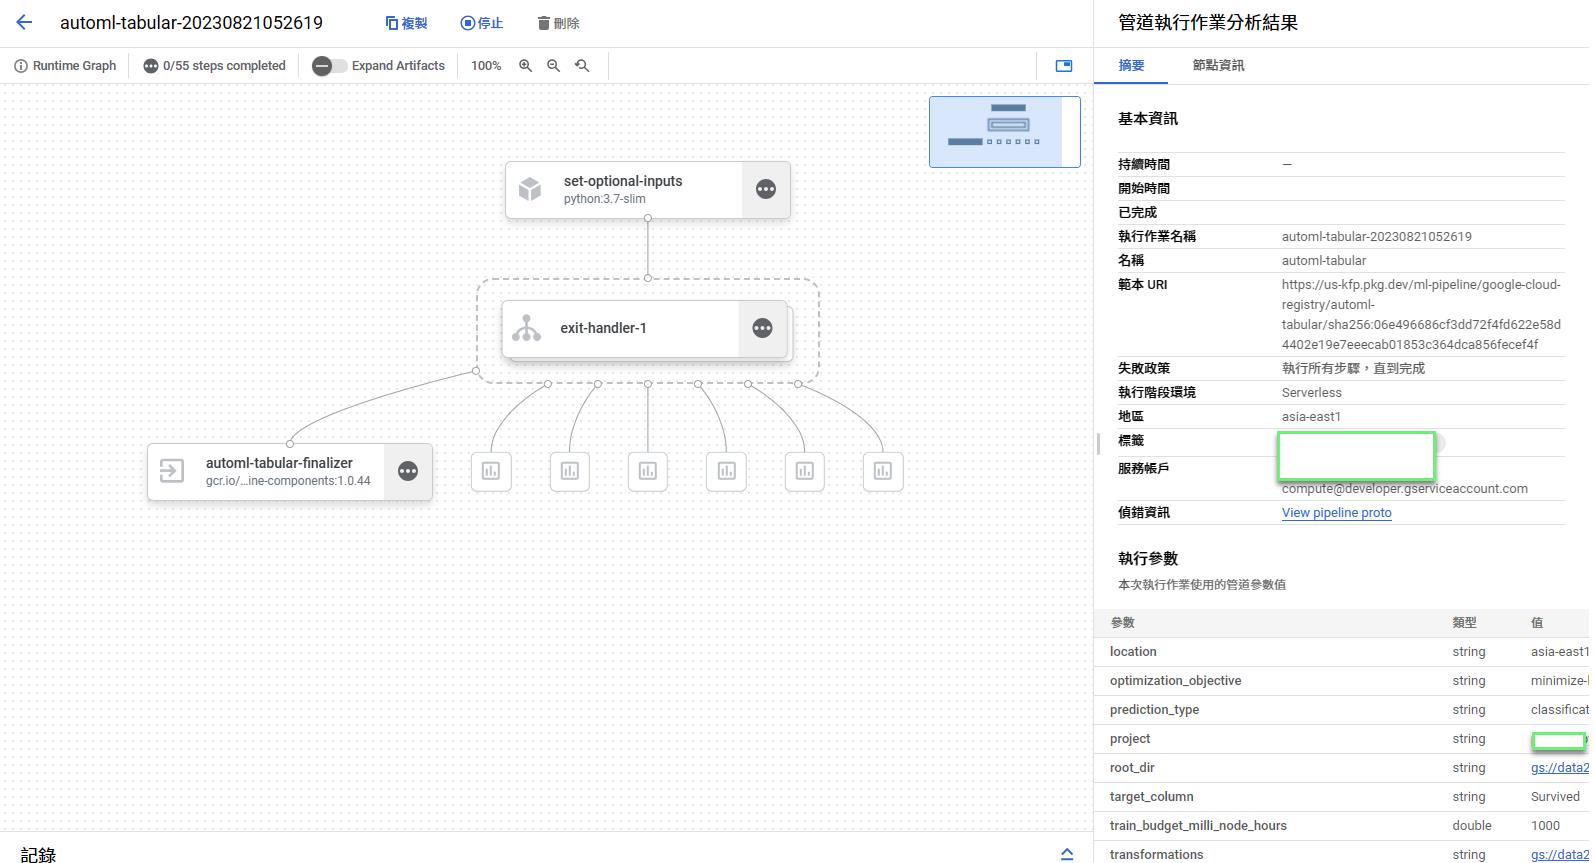 automl-tabular-20230821052619
複製
停止
刪除
Runtime Graph
0/55 steps completed
Expand Artifacts
100%
set-optional-inputs
python:3.7-slim
exit-handler-1
automl-tabular-finalizer
gcr.io/...ine-components:1.0.44
記錄
管道執行作業分析結果
摘要
節點資訊
基本資訊
持續時間 —
開始時間
已完成
執行作業名稱 automl-tabular-20230821052619
名稱 automl-tabular
範本 URI https://us-kfp.pkg.dev/ml-pipeline/google-cloud-
registry/automl-
tabular/sha256:06e496686cf3dd72f4fd622e58d
4402e19e7eeecab01853c364dca856fecef4f
失敗政策 執行所有步驟，直到完成
執行階段環境 Serverless
地區 asia-east1
標籤
服務帳戶
compute@developer.gserviceaccount.com
偵錯資訊 View pipeline proto
執行參數
本次執行作業使用的管道參數值
參數 類型 值
location string asia-east1
optimization_objective string minimize-
prediction_type string classificat
project string
root_dir string gs://data2
target_column string Survived
train_budget_milli_node_hours double 1000
transformations string gs://data2